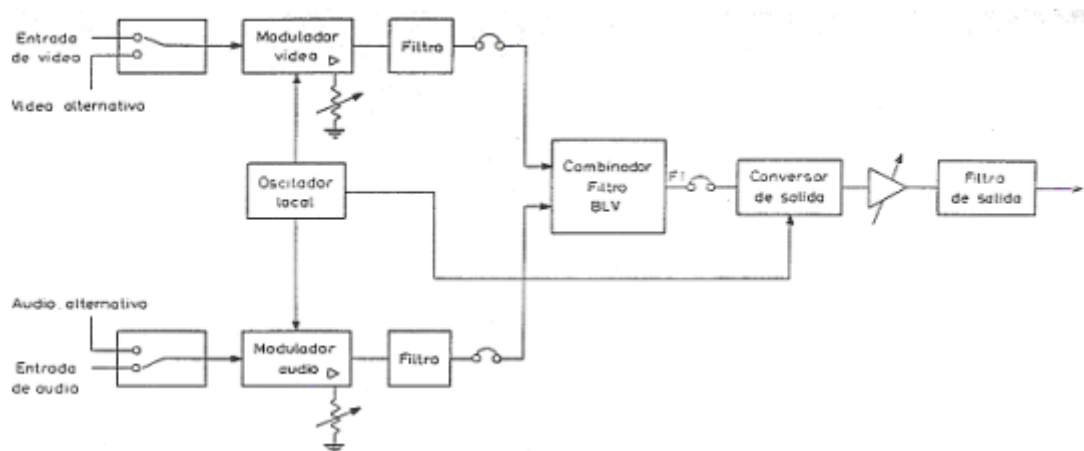 Entrada
de video
Video alternativo
Modulador
video
Filtro
Oscilador
local
Combinador
Filtro
BLV
FI
Conversor
de salida
Filtro
de salida
Audio alternativo
Entrada
de audio
Modulador
audio
Filtro